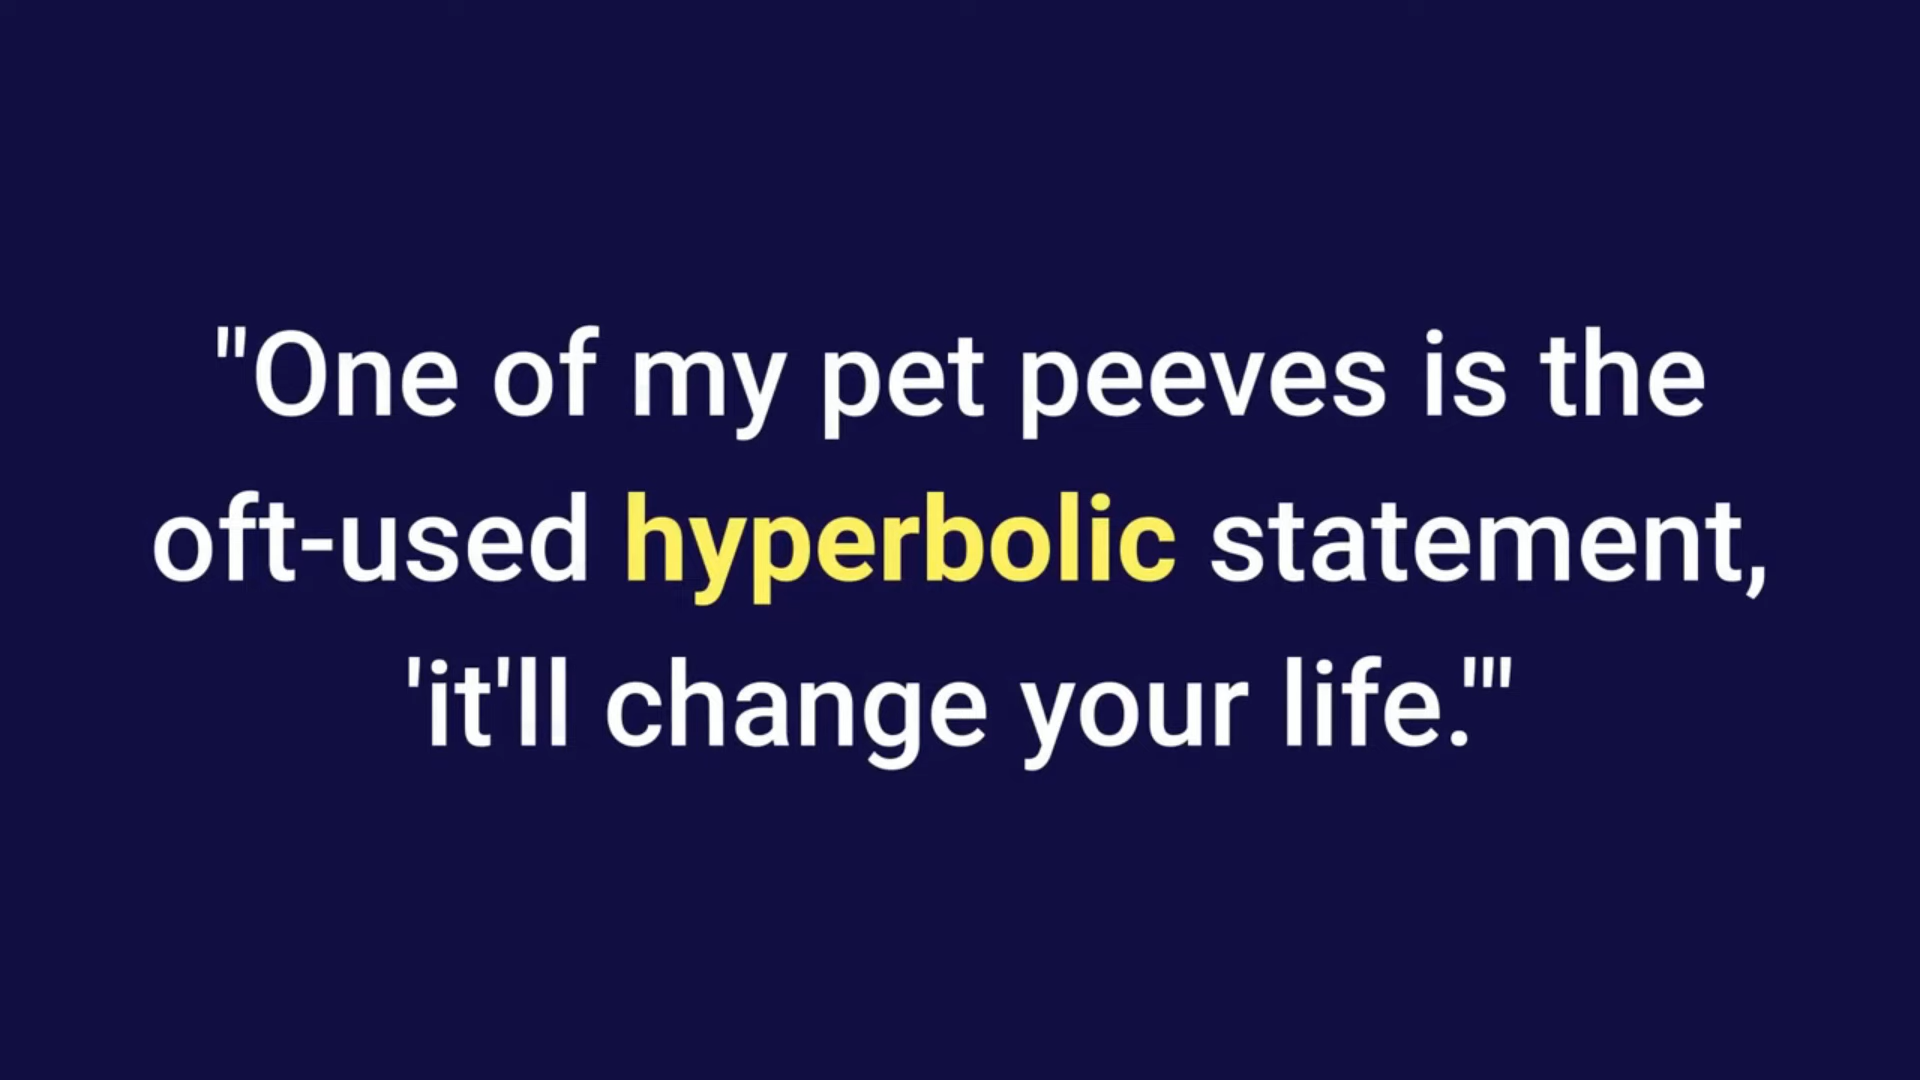 "One of my pet peeves is the
oft-used hyperbolic statement,
'it'll change your life.'"